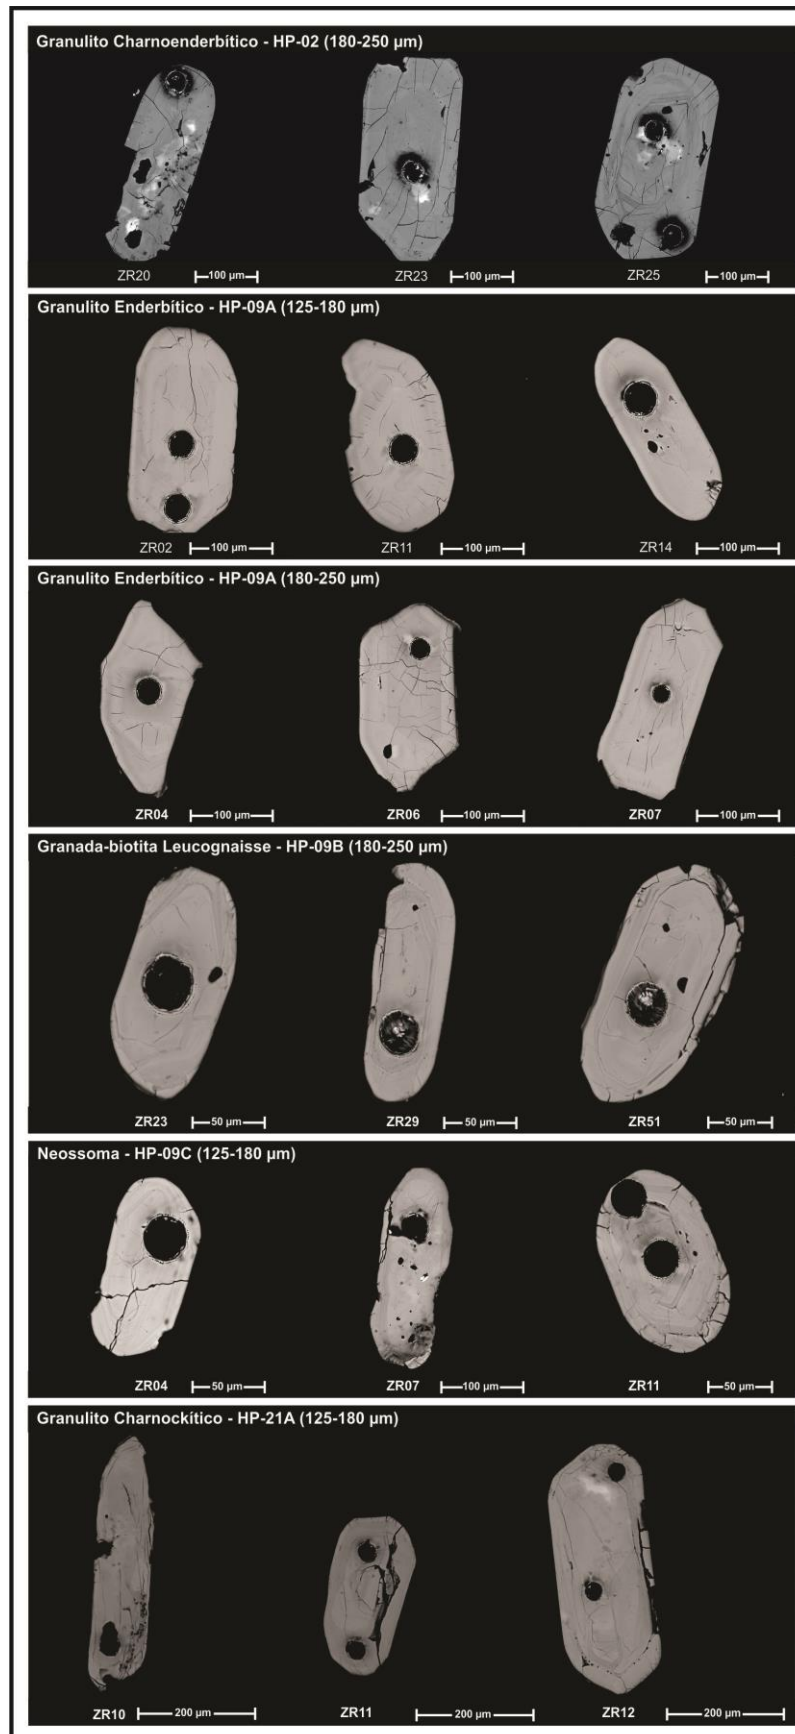 Granulito Charnoenderbítico - HP-02 (180-250 µm)
ZR20 100 µm ZR23 100 µm ZR25 100 µm
Granulito Enderbítico - HP-09A (125-180 µm)
ZR02 100 µm ZR11 100 µm ZR14 100 µm
Granulito Enderbítico - HP-09A (180-250 µm)
ZR04 100 µm ZR06 100 µm ZR07 100 µm
Granada-biotita Leucognaisse - HP-09B (180-250 µm)
ZR23 50 µm ZR29 50 µm ZR51 50 µm
Neossoma - HP-09C (125-180 µm)
ZR04 50 µm ZR07 100 µm ZR11 50 µm
Granulito Charnockítico - HP-21A (125-180 µm)
ZR10 200 µm ZR11 200 µm ZR12 200 µm